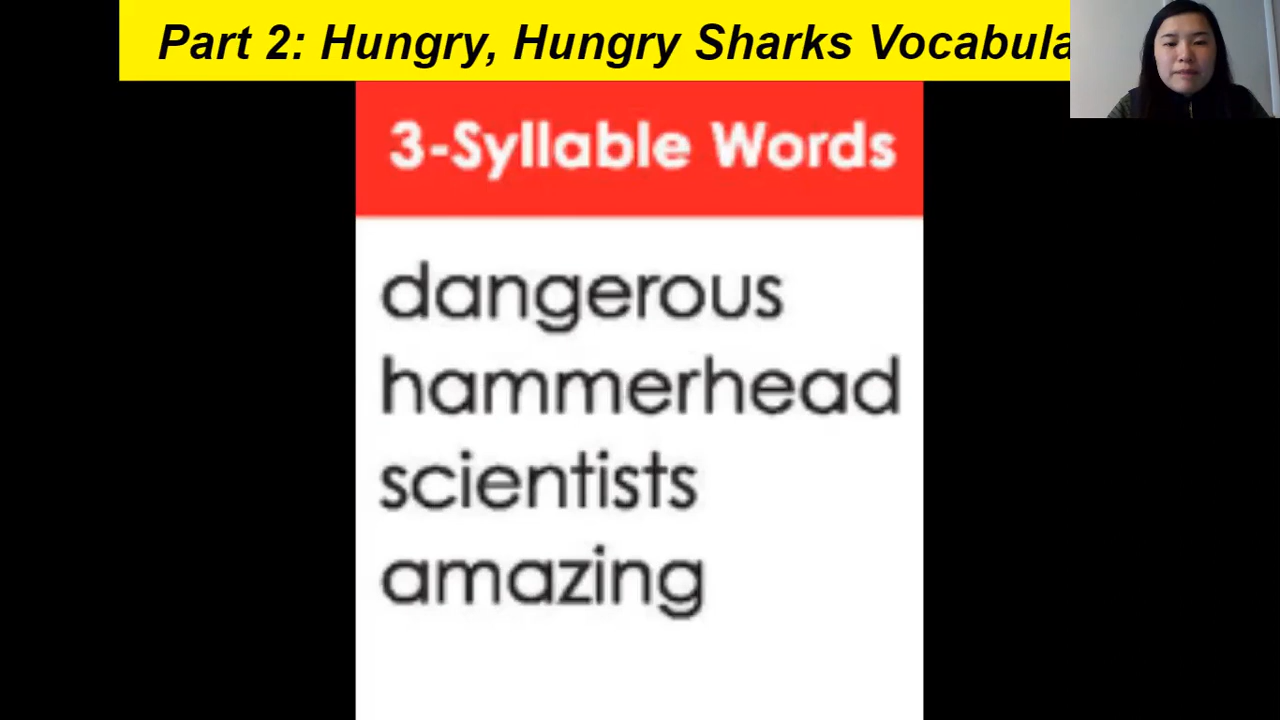 Part 2: Hungry, Hungry Sharks Vocabula
3-Syllable Words
dangerous
hammerhead
scientists
amazing